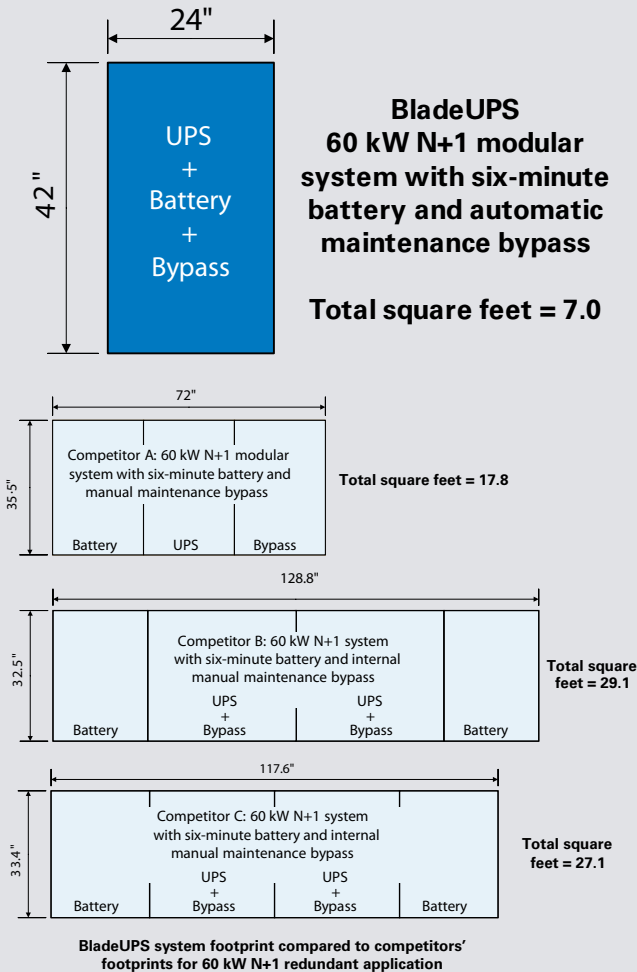 24"
42"
UPS
+
Battery
+
Bypass
BladeUPS
60 kW N+1 modular
system with six-minute
battery and automatic
maintenance bypass
Total square feet = 7.0
72"
35.5"
Competitor A: 60 kW N+1 modular
system with six-minute battery and
manual maintenance bypass
Battery UPS Bypass
Total square feet = 17.8
128.8"
32.5"
Competitor B: 60 kW N+1 system
with six-minute battery and internal
manual maintenance bypass
UPS UPS
+ +
Battery Bypass Bypass Battery
Total square
feet = 29.1
117.6"
33.4"
Competitor C: 60 kW N+1 system
with six-minute battery and internal
manual maintenance bypass
UPS UPS
+ +
Battery Bypass Bypass Battery
Total square
feet = 27.1
BladeUPS system footprint compared to competitors'
footprints for 60 kW N+1 redundant application